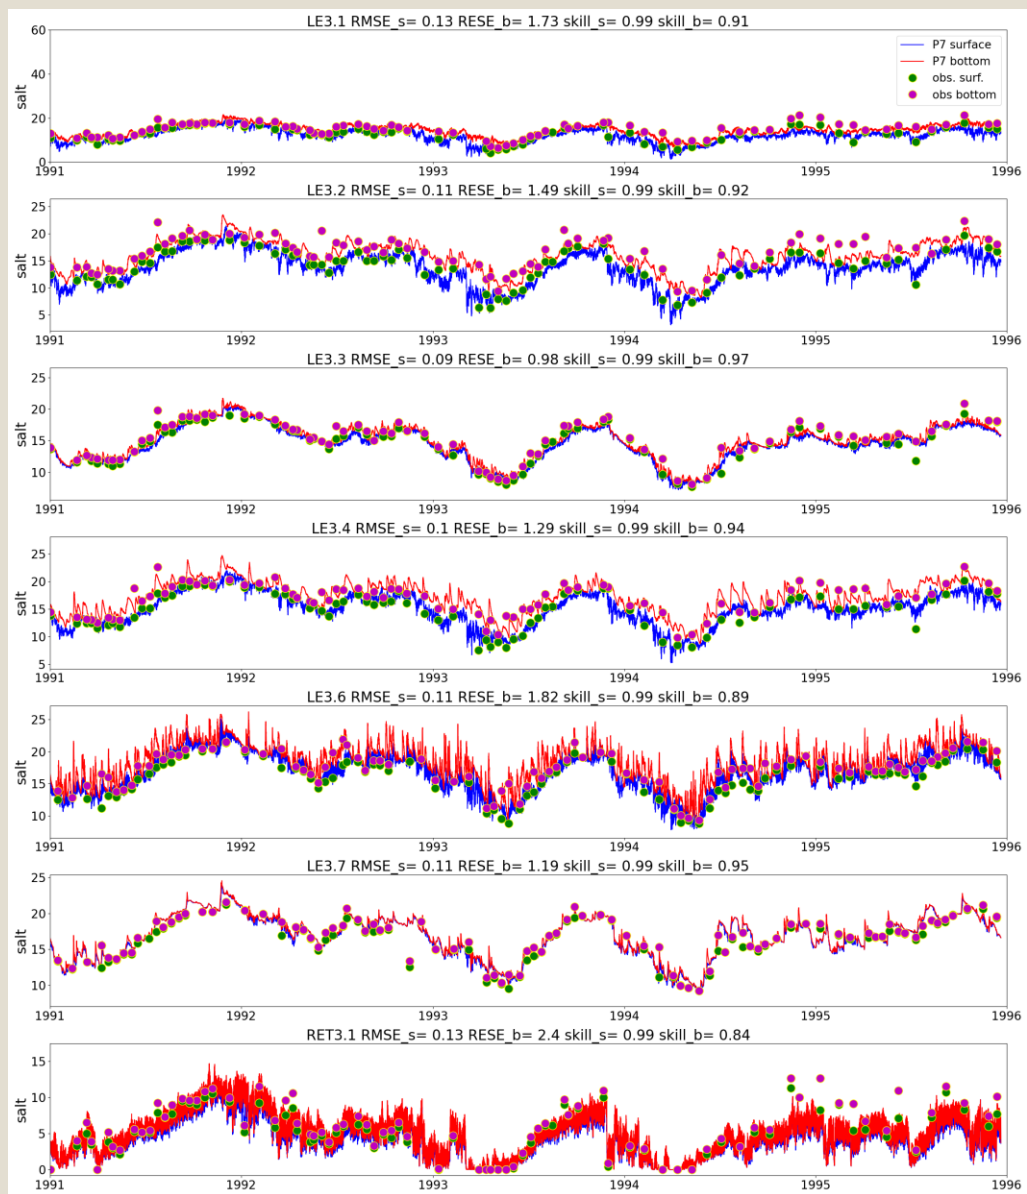 LE3.1 RMSE_s= 0.13 RESE_b= 1.73 skill_s= 0.99 skill_b= 0.91
60
40
20
0
salt
P7 surface
P7 bottom
obs. surf.
obs bottom
1991 1992 1993 1994 1995 1996
LE3.2 RMSE_s= 0.11 RESE_b= 1.49 skill_s= 0.99 skill_b= 0.92
25
20
15
10
5
salt
1991 1992 1993 1994 1995 1996
LE3.3 RMSE_s= 0.09 RESE_b= 0.98 skill_s= 0.99 skill_b= 0.97
25
20
15
10
salt
1991 1992 1993 1994 1995 1996
LE3.4 RMSE_s= 0.1 RESE_b= 1.29 skill_s= 0.99 skill_b= 0.94
25
20
15
10
5
salt
1991 1992 1993 1994 1995 1996
LE3.6 RMSE_s= 0.11 RESE_b= 1.82 skill_s= 0.99 skill_b= 0.89
25
20
15
10
salt
1991 1992 1993 1994 1995 1996
LE3.7 RMSE_s= 0.11 RESE_b= 1.19 skill_s= 0.99 skill_b= 0.95
25
20
15
10
salt
1991 1992 1993 1994 1995 1996
RET3.1 RMSE_s= 0.13 RESE_b= 2.4 skill_s= 0.99 skill_b= 0.84
15
10
5
0
salt
1991 1992 1993 1994 1995 1996